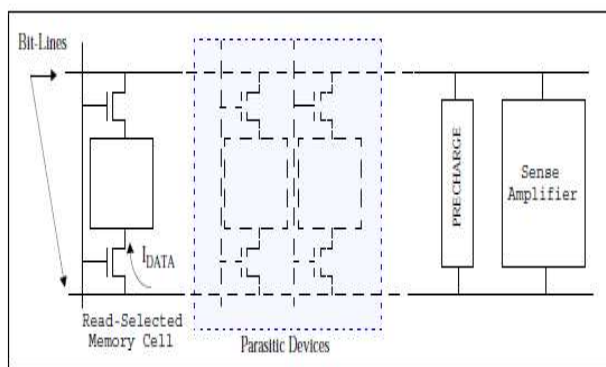 Bit-Lines
PRECHARGE
Sense
Amplifier
I_DATA
Read-Selected
Memory Cell
Parasitic Devices